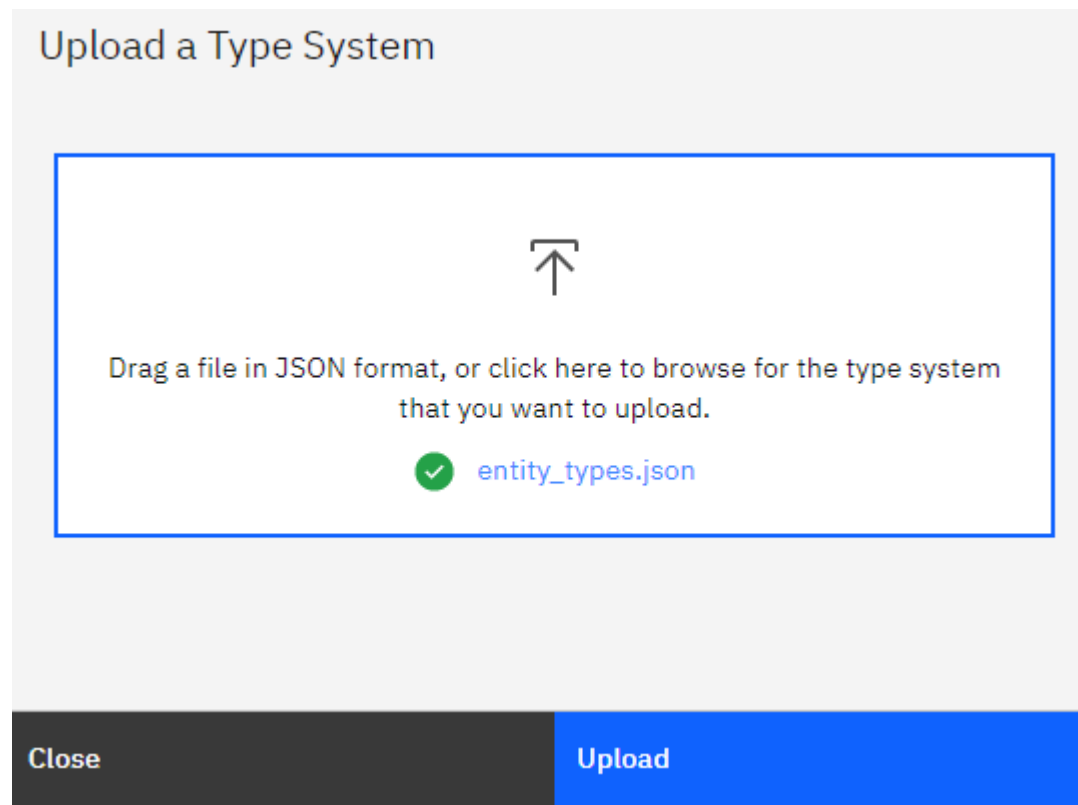 Upload a Type System
Drag a file in JSON format, or click here to browse for the type system
that you want to upload.
entity_types.json
Close
Upload